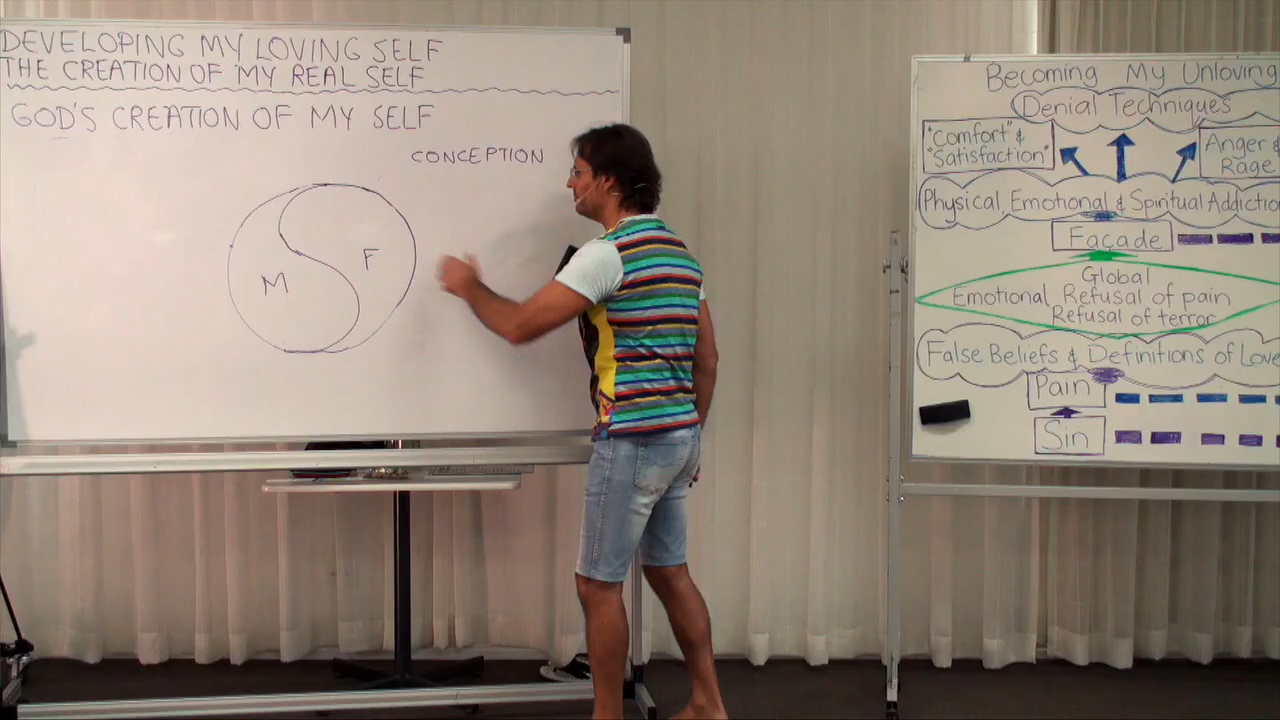 DEVELOPING MY LOVING SELF
THE CREATION OF MY REAL SELF
GOD'S CREATION OF MY SELF
CONCEPTION
M
F
Becoming My Unloving
Denial Techniques
"Comfort" &
"Satisfaction"
Anger &
Rage
Physical, Emotional & Spiritual Addictio
Façade
Global
Emotional Refusal of pain
Refusal of terror
False Beliefs & Definitions of Love
Pain
Sin